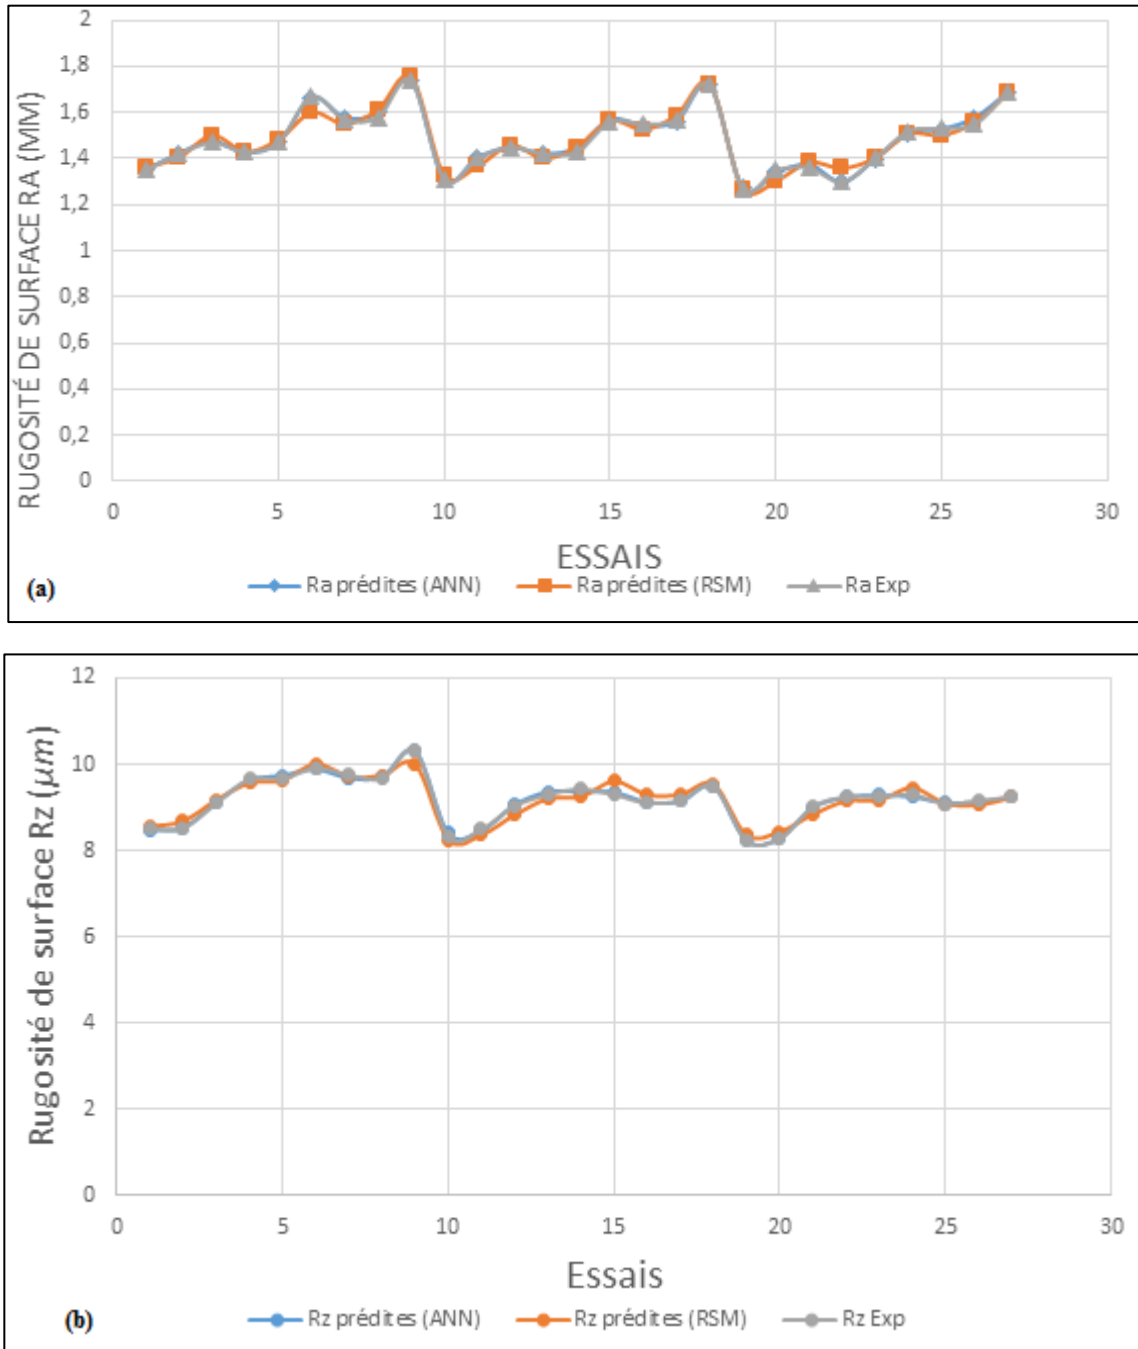 RUGOSITÉ DE SURFACE RA (MM)
2
1,8
1,6
1,4
1,2
1
0,8
0,6
0,4
0,2
0
0 5 10 15 20 25 30
ESSAIS
(a)
Ra prédites (ANN) Ra prédites (RSM) Ra Exp
Rugosité de surface Rz (μm)
12
10
8
6
4
2
0
0 5 10 15 20 25 30
Essais
(b)
Rz prédites (ANN) Rz prédites (RSM) Rz Exp